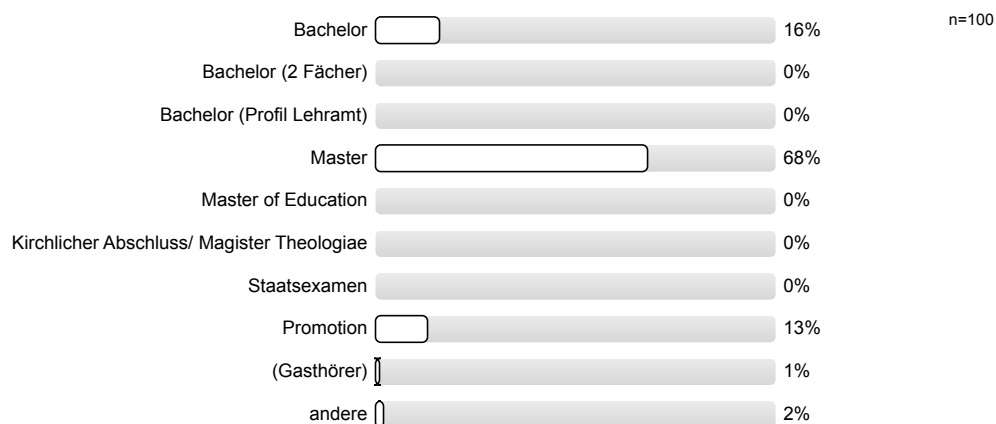 n=100
Bachelor 16%
Bachelor (2 Fächer) 0%
Bachelor (Profil Lehramt) 0%
Master 68%
Master of Education 0%
Kirchlicher Abschluss/ Magister Theologiae 0%
Staatsexamen 0%
Promotion 13%
(Gasthörer) 1%
andere 2%